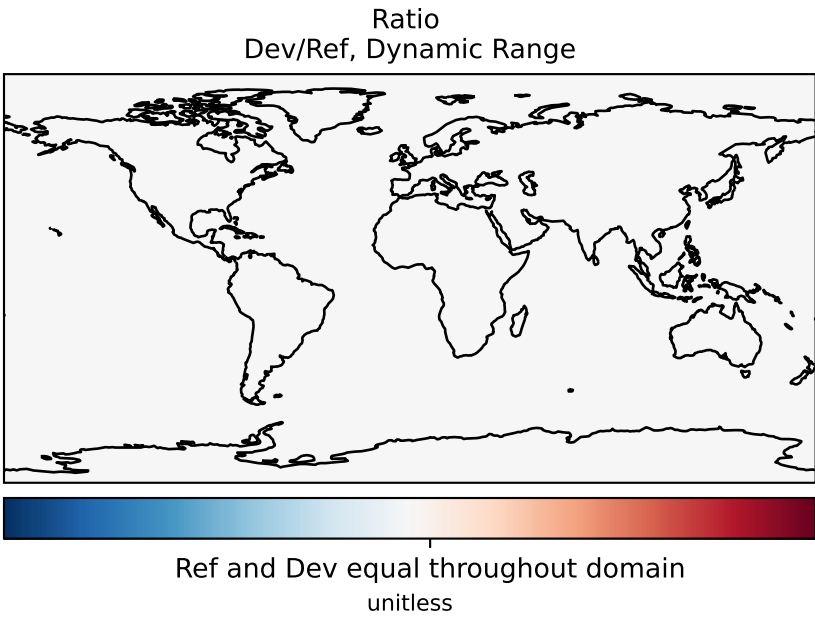 Ratio
Dev/Ref, Dynamic Range
Ref and Dev equal throughout domain
unitless